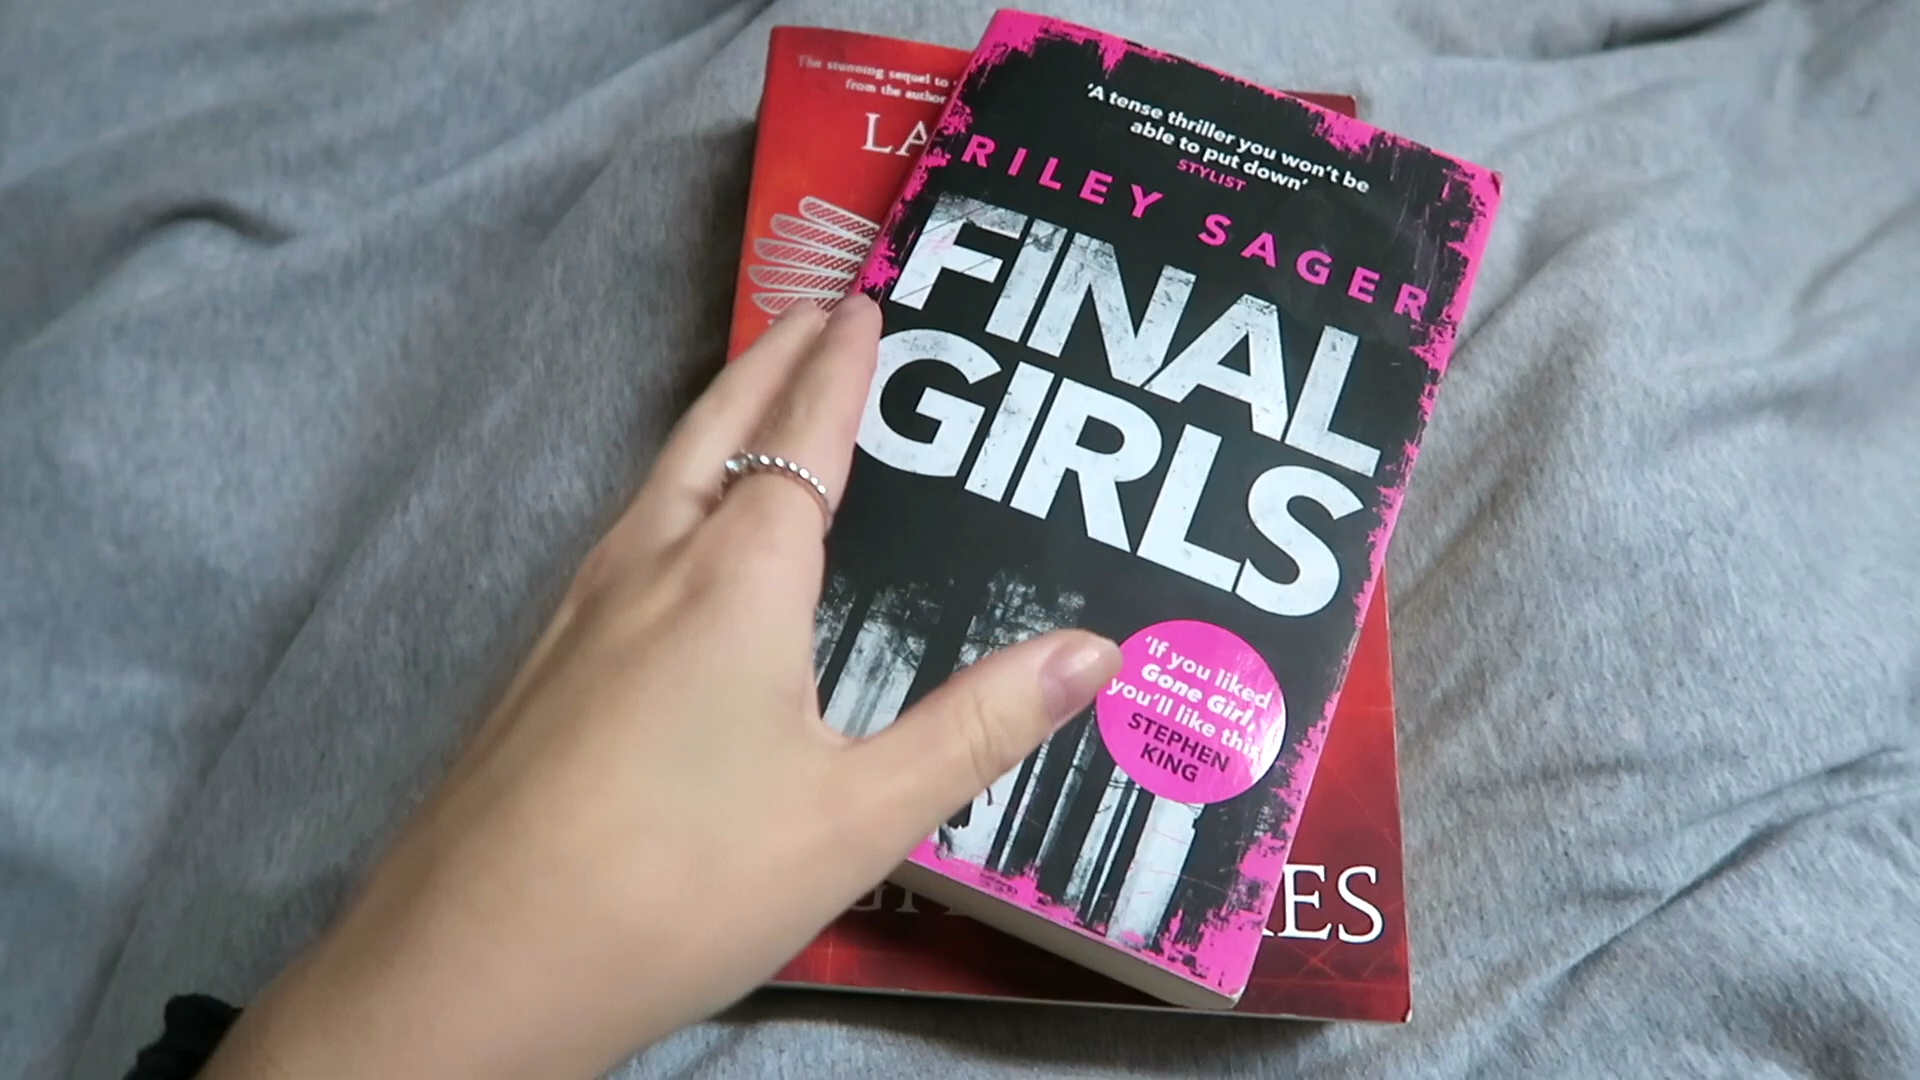 The stunning sequel to
from the author
LA
'A tense thriller you won't be
able to put down'
STYLIST
RILEY SAGER
FINAL
GIRLS
'If you liked
Gone Girl,
you'll like this
STEPHEN
KING
IES